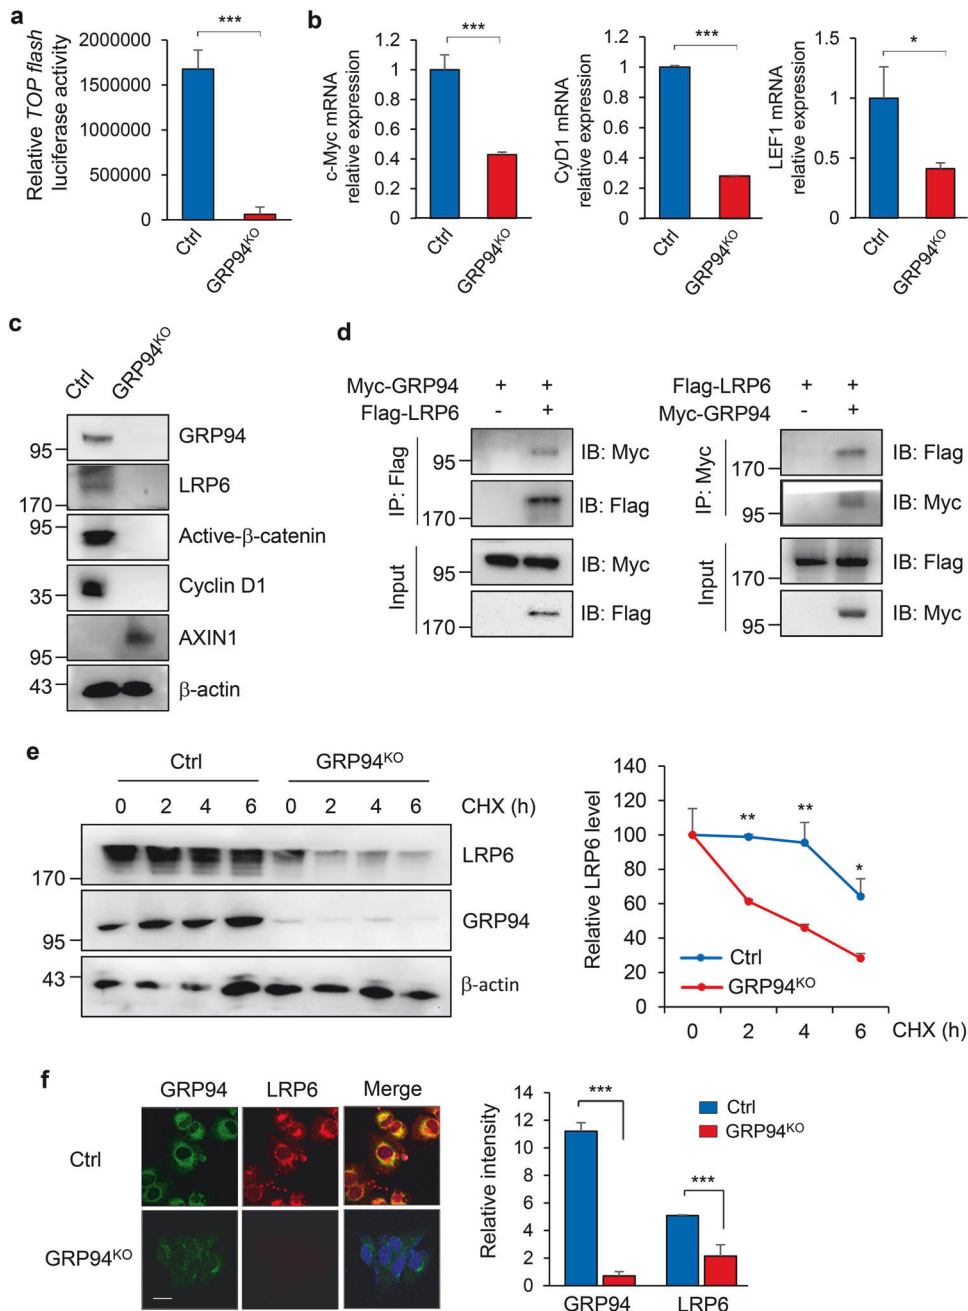 a
Relative TOP flash
luciferase activity
2000000
1500000
1000000
500000
0
***
Ctrl
GRP94KO
b
c-Myc mRNA
relative expression
1.2
1
0.8
0.6
0.4
0.2
0
***
Ctrl
GRP94KO
CyD1 mRNA
relative expression
1.2
1
0.8
0.6
0.4
0.2
0
***
Ctrl
GRP94KO
LEF1 mRNA
relative expression
1.5
1
0.5
0
*
Ctrl
GRP94KO
c
Ctrl
GRP94KO
95
GRP94
170
LRP6
95
Active-β-catenin
35
Cyclin D1
95
AXIN1
43
β-actin
d
Myc-GRP94 + +
Flag-LRP6 - +
IP: Flag
95
IB: Myc
170
IB: Flag
Input
95
IB: Myc
170
IB: Flag
Flag-LRP6 + +
Myc-GRP94 - +
IP: Myc
170
IB: Flag
95
IB: Myc
Input
170
IB: Flag
95
IB: Myc
e
Ctrl GRP94KO
0 2 4 6 0 2 4 6 CHX (h)
170
LRP6
95
GRP94
43
β-actin
Relative LRP6 level
140
120
100
80
60
40
20
0
**
**
*
Ctrl
GRP94KO
0 2 4 6 CHX (h)
f
GRP94 LRP6 Merge
Ctrl
GRP94KO
Relative intensity
14
12
10
8
6
4
2
0
***
***
Ctrl
GRP94KO
GRP94 LRP6